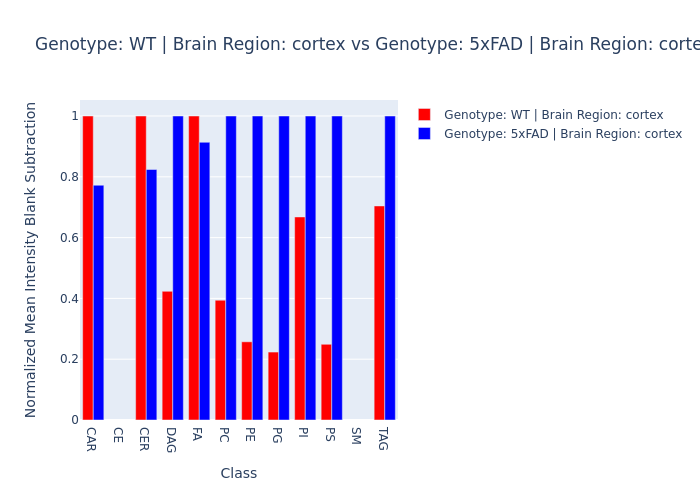 Genotype: WT | Brain Region: cortex vs Genotype: 5xFAD | Brain Region: corte
Genotype: WT | Brain Region: cortex
Genotype: 5xFAD | Brain Region: cortex
Normalized Mean Intensity Blank Subtraction
1
0.8
0.6
0.4
0.2
0
CAR
CE
CER
DAG
FA
PC
PE
PG
PI
PS
SM
TAG
Class